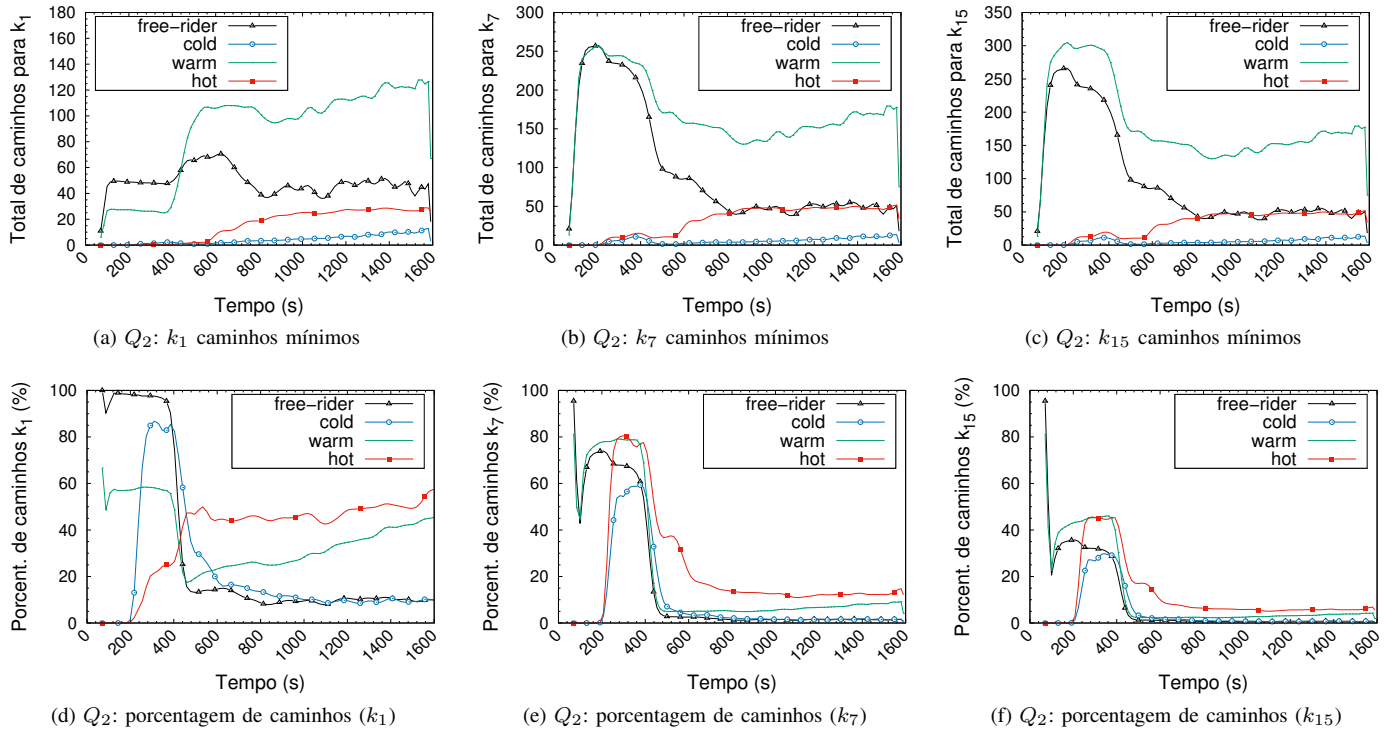 Total de caminhos para k1
180
160
140
120
100
80
60
40
20
0
free-rider
cold
warm
hot
0 200 400 600 800 1000 1200 1400 1600
Tempo (s)
(a) Q2: k1 caminhos mínimos
Total de caminhos para k7
300
250
200
150
100
50
0
free-rider
cold
warm
hot
0 200 400 600 800 1000 1200 1400 1600
Tempo (s)
(b) Q2: k7 caminhos mínimos
Total de caminhos para k15
350
300
250
200
150
100
50
0
free-rider
cold
warm
hot
0 200 400 600 800 1000 1200 1400 1600
Tempo (s)
(c) Q2: k15 caminhos mínimos
Porcent. de caminhos k1 (%)
100
80
60
40
20
0
free-rider
cold
warm
hot
0 200 400 600 800 1000 1200 1400 1600
Tempo (s)
(d) Q2: porcentagem de caminhos (k1)
Porcent. de caminhos k7 (%)
100
80
60
40
20
0
free-rider
cold
warm
hot
0 200 400 600 800 1000 1200 1400 1600
Tempo (s)
(e) Q2: porcentagem de caminhos (k7)
Porcent. de caminhos k15 (%)
100
80
60
40
20
0
free-rider
cold
warm
hot
0 200 400 600 800 1000 1200 1400 1600
Tempo (s)
(f) Q2: porcentagem de caminhos (k15)